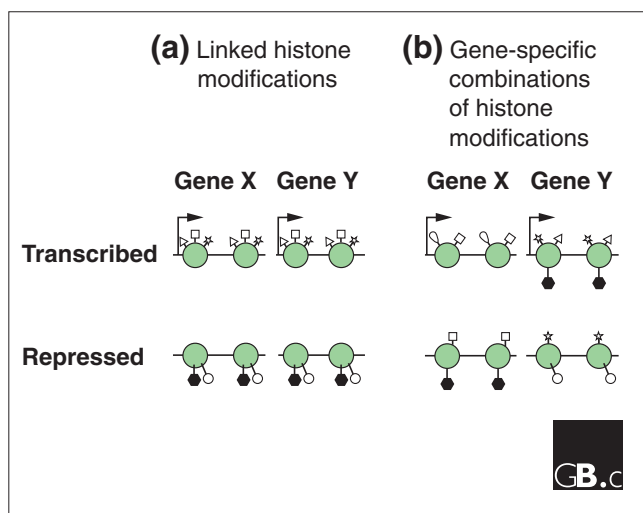 (a) Linked histone
modifications
(b) Gene-specific
combinations
of histone
modifications
Gene X Gene Y
Gene X Gene Y
Transcribed
Repressed
GB.c